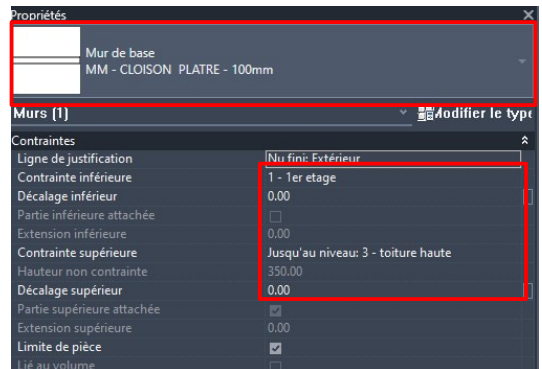 Propriétés
Mur de base
MM - CLOISON PLATRE - 100mm
Murs (1)
Modifier le type
Contraintes
Ligne de justification Nu fini: Extérieur
Contrainte inférieure 1 - 1er etage
Décalage inférieur 0.00
Partie inférieure attachée
Extension inférieure 0.00
Contrainte supérieure Jusqu'au niveau: 3 - toiture haute
Hauteur non contrainte 350.00
Décalage supérieur 0.00
Partie supérieure attachée
Extension supérieure 0.00
Limite de pièce
Lié au volume